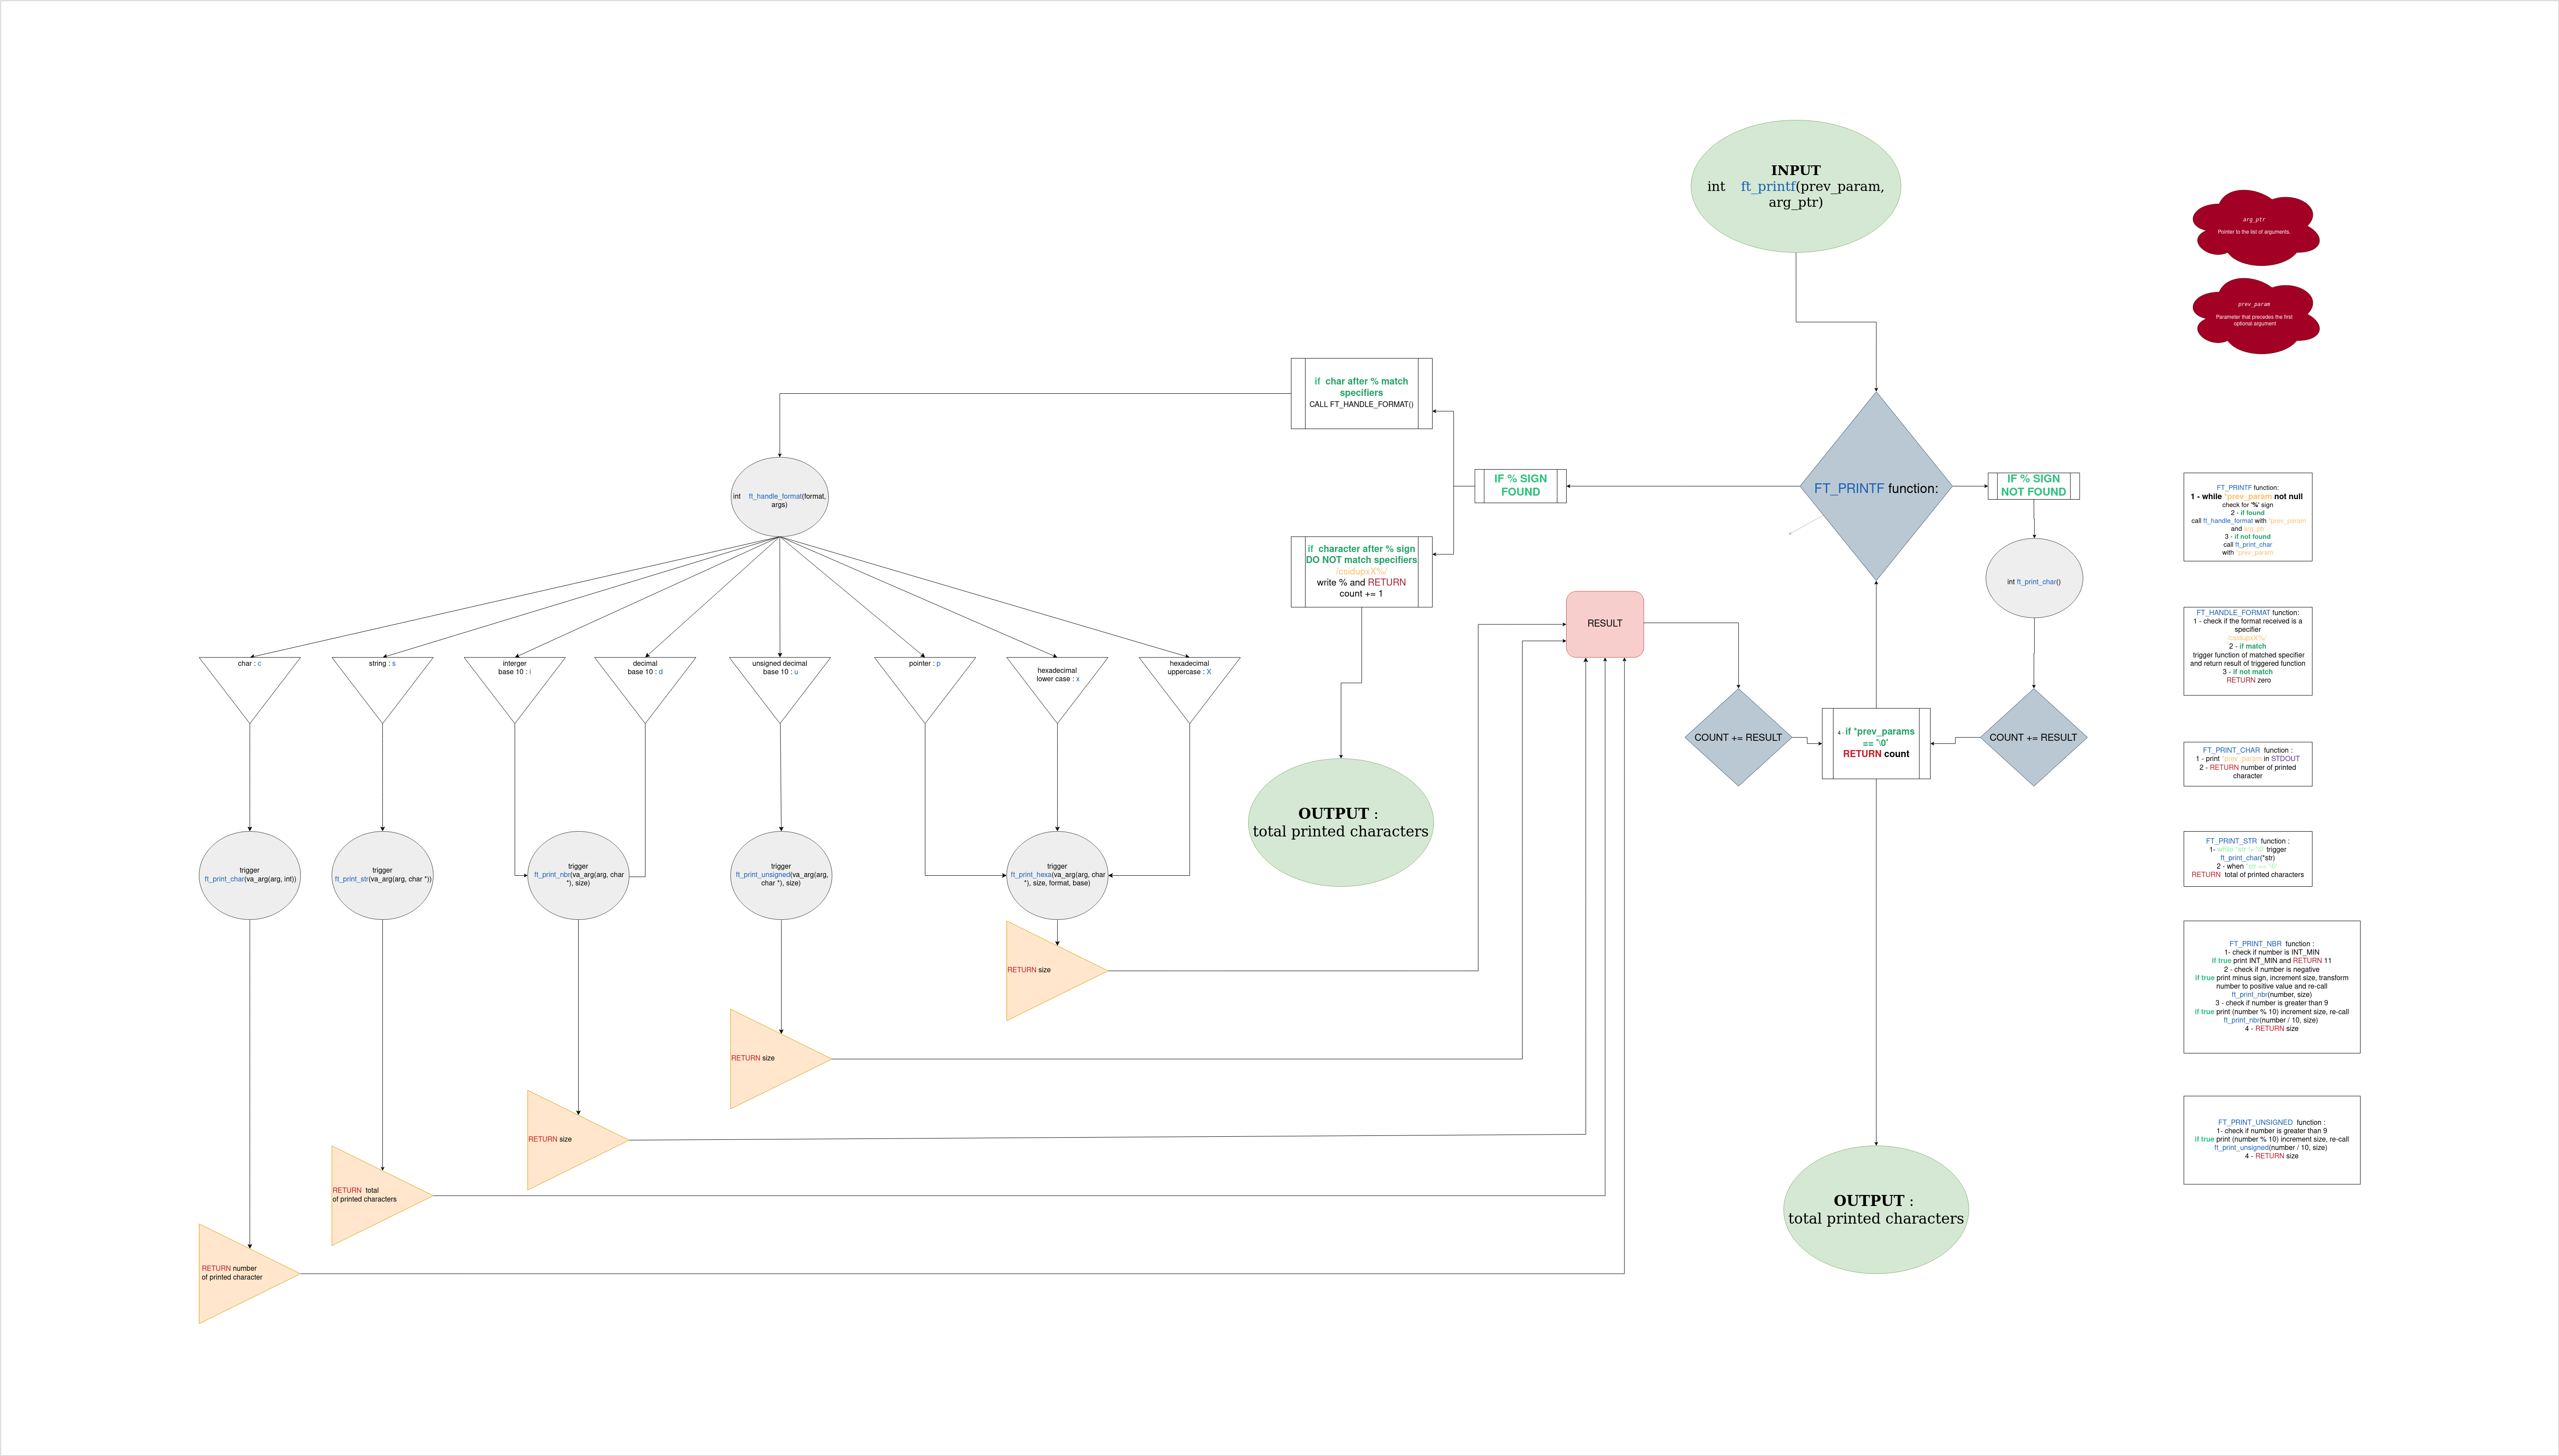 INPUT
int ft_printf(prev_param,
arg_ptr)
arg_ptr
Pointer to the list of arguments.
prev_param
Parameter that precedes the first
optional argument
if char after % match
specifiers
CALL FT_HANDLE_FORMAT()
IF % SIGN
FOUND
FT_PRINTF function:
IF % SIGN
NOT FOUND
int ft_handle_format(format,
args)
if character after % sign
DO NOT match specifiers
/csidupxX%/
write % and RETURN
count += 1
int ft_print_char()
RESULT
char : c
string : s
interger
base 10 : i
decimal
base 10 : d
unsigned decimal
base 10 : u
pointer : p
hexadecimal
lower case : x
hexadecimal
uppercase : X
COUNT += RESULT
4 - if *prev_params
== '\0'
RETURN count
COUNT += RESULT
OUTPUT :
total printed characters
trigger
ft_print_char(va_arg(arg, int))
trigger
ft_print_str(va_arg(arg, char *))
trigger
ft_print_nbr(va_arg(arg, char
*), size)
trigger
ft_print_unsigned(va_arg(arg,
char *), size)
trigger
ft_print_hexa(va_arg(arg, char
*), size, format, base)
RETURN size
RETURN size
RETURN size
RETURN total
of printed characters
RETURN number
of printed character
OUTPUT :
total printed characters
FT_PRINTF function:
1 - while *prev_param not null
check for '%' sign
2 - if found
call ft_handle_format with *prev_param
and arg_ptr
3 - if not found
call ft_print_char
with *prev_param
FT_HANDLE_FORMAT function:
1 - check if the format received is a
specifier
/csidupxX%/
2 - if match
trigger function of matched specifier
and return result of triggered function
3 - if not match
RETURN zero
FT_PRINT_CHAR function :
1 - print *prev_param in STDOUT
2 - RETURN number of printed
character
FT_PRINT_STR function :
1- while *str != '\0' trigger
ft_print_char(*str)
2 - when *str == '\0'
RETURN total of printed characters
FT_PRINT_NBR function :
1- check if number is INT_MIN
if true print INT_MIN and RETURN 11
2 - check if number is negative
if true print minus sign, increment size, transform
number to positive value and re-call
ft_print_nbr(number, size)
3 - check if number is greater than 9
if true print (number % 10) increment size, re-call
ft_print_nbr(number / 10, size)
4 - RETURN size
FT_PRINT_UNSIGNED function :
1- check if number is greater than 9
if true print (number % 10) increment size, re-call
ft_print_unsigned(number / 10, size)
4 - RETURN size